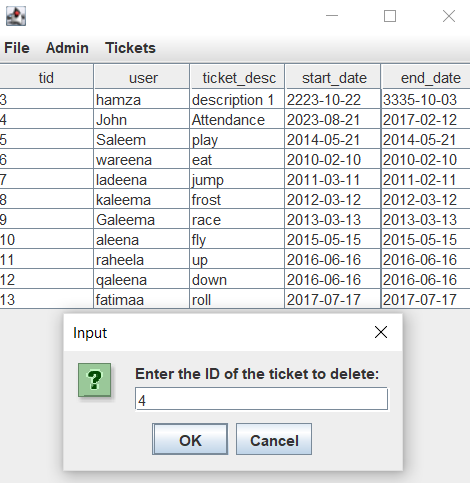 File Admin Tickets
tid user ticket_desc start_date end_date
3 hamza description 1 2223-10-22 3335-10-03
4 John Attendance 2023-08-21 2017-02-12
5 Saleem play 2014-05-21 2014-05-21
6 wareena eat 2010-02-10 2010-02-10
7 ladeena jump 2011-03-11 2011-02-11
8 kaleema frost 2012-03-12 2012-03-12
9 Galeema race 2013-03-13 2013-03-13
10 aleena fly 2015-05-15 2015-05-15
11 raheela up 2016-06-16 2016-06-16
12 qaleena down 2016-06-16 2016-06-16
13 fatimaa roll 2017-07-17 2017-07-17
Input
Enter the ID of the ticket to delete:
4
OK Cancel